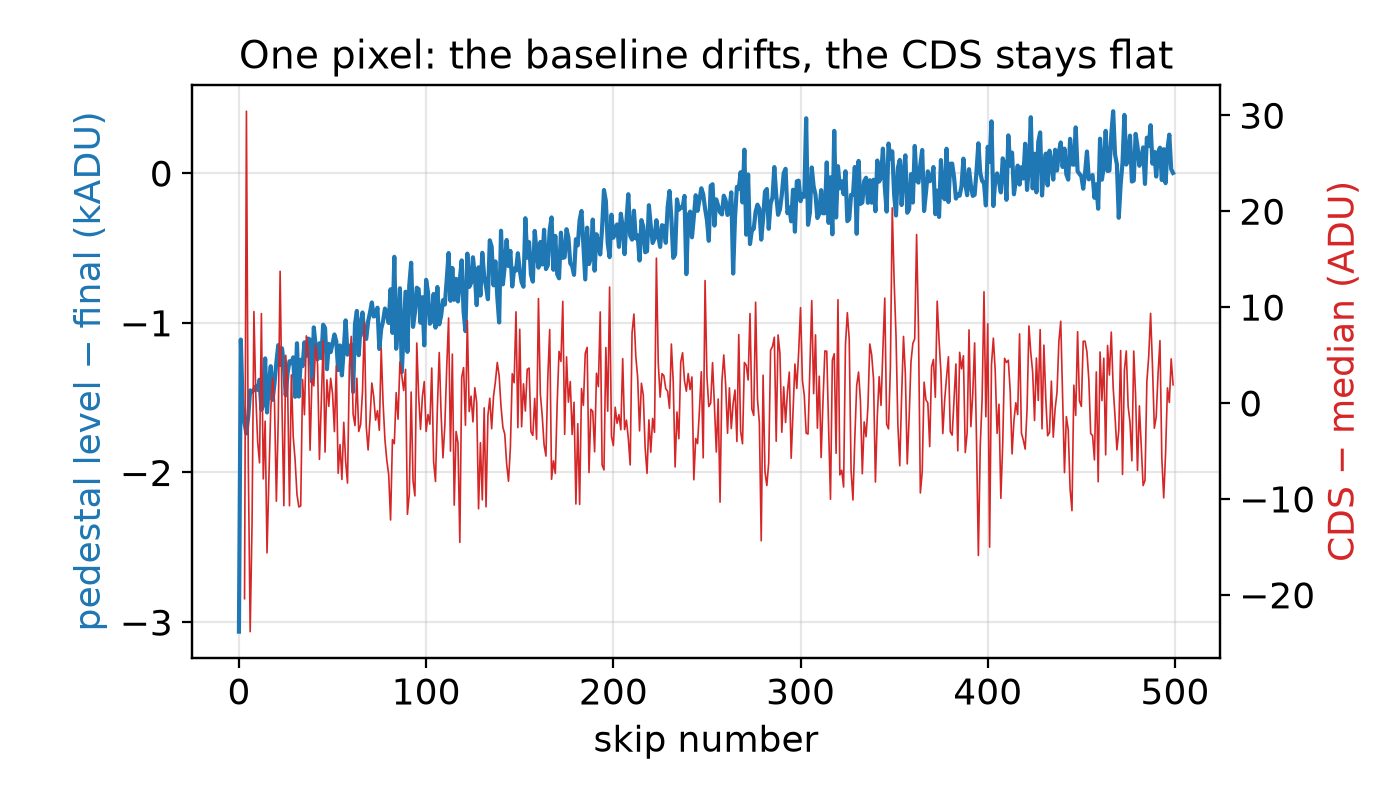 One pixel: the baseline drifts, the CDS stays flat
pedestal level − final (kADU)
0
−1
−2
−3
30
20
10
0
−10
−20
CDS − median (ADU)
0 100 200 300 400 500
skip number